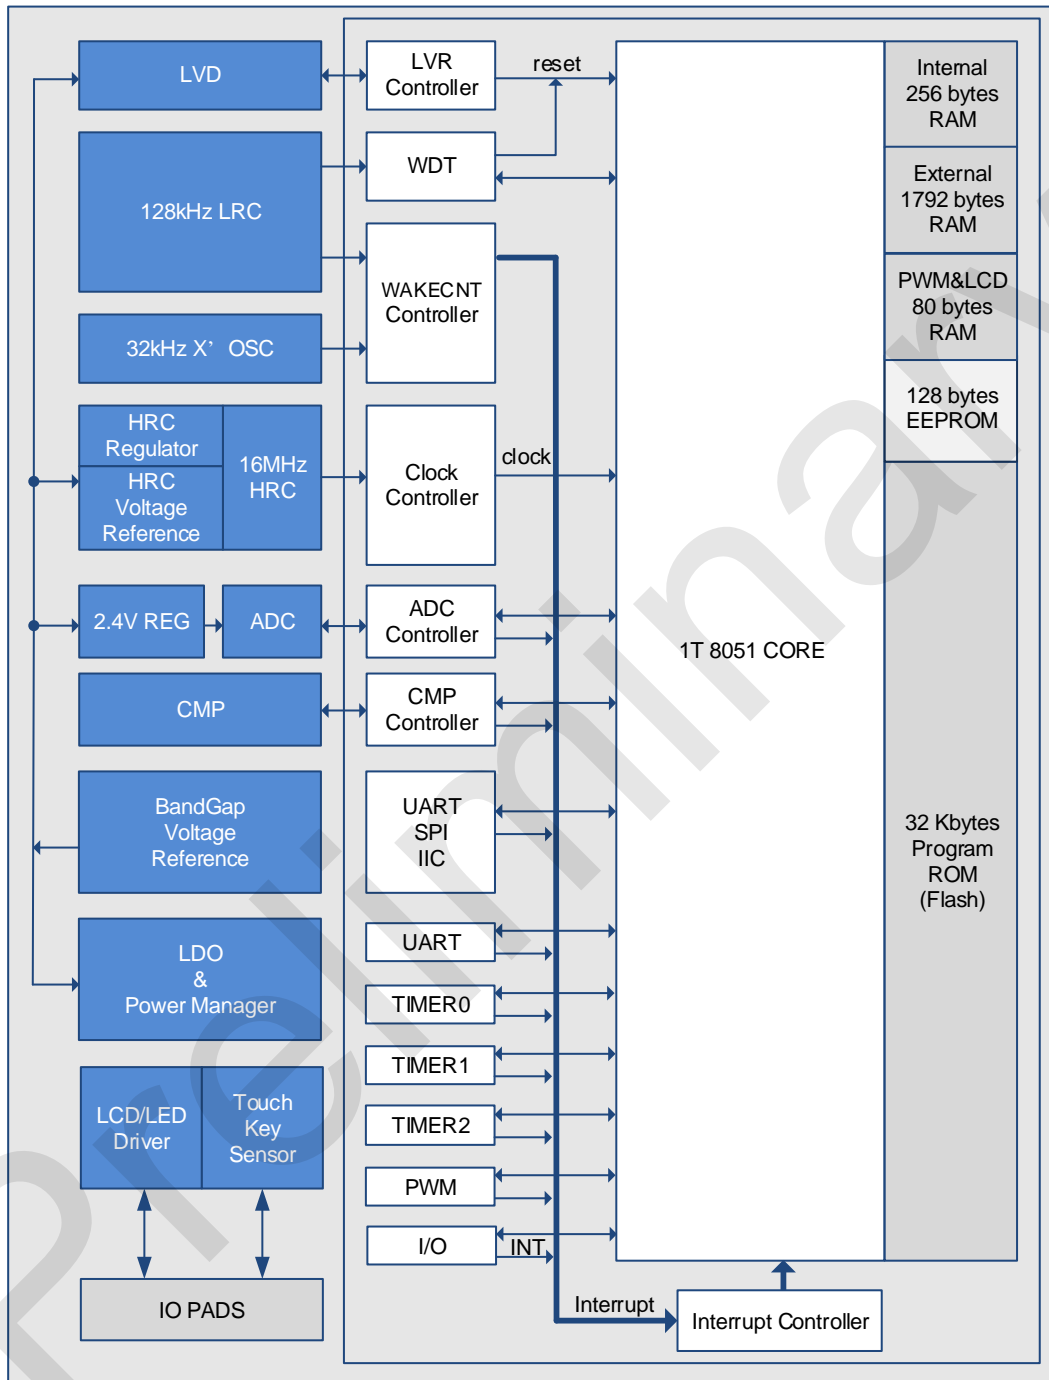 LVD
128kHz LRC
32kHz X' OSC
HRC
Regulator
HRC
Voltage
Reference
16MHz
HRC
2.4V REG
ADC
CMP
BandGap
Voltage
Reference
LDO
&
Power Manager
LCD/LED
Driver
Touch
Key
Sensor
IO PADS
LVR
Controller
WDT
WAKECNT
Controller
Clock
Controller
ADC
Controller
CMP
Controller
UART
SPI
IIC
UART
TIMER0
TIMER1
TIMER2
PWM
I/O
reset
clock
INT
Interrupt
1T 8051 CORE
Interrupt Controller
Internal
256 bytes
RAM
External
1792 bytes
RAM
PWM&LCD
80 bytes
RAM
128 bytes
EEPROM
32 Kbytes
Program
ROM
(Flash)
Preliminary